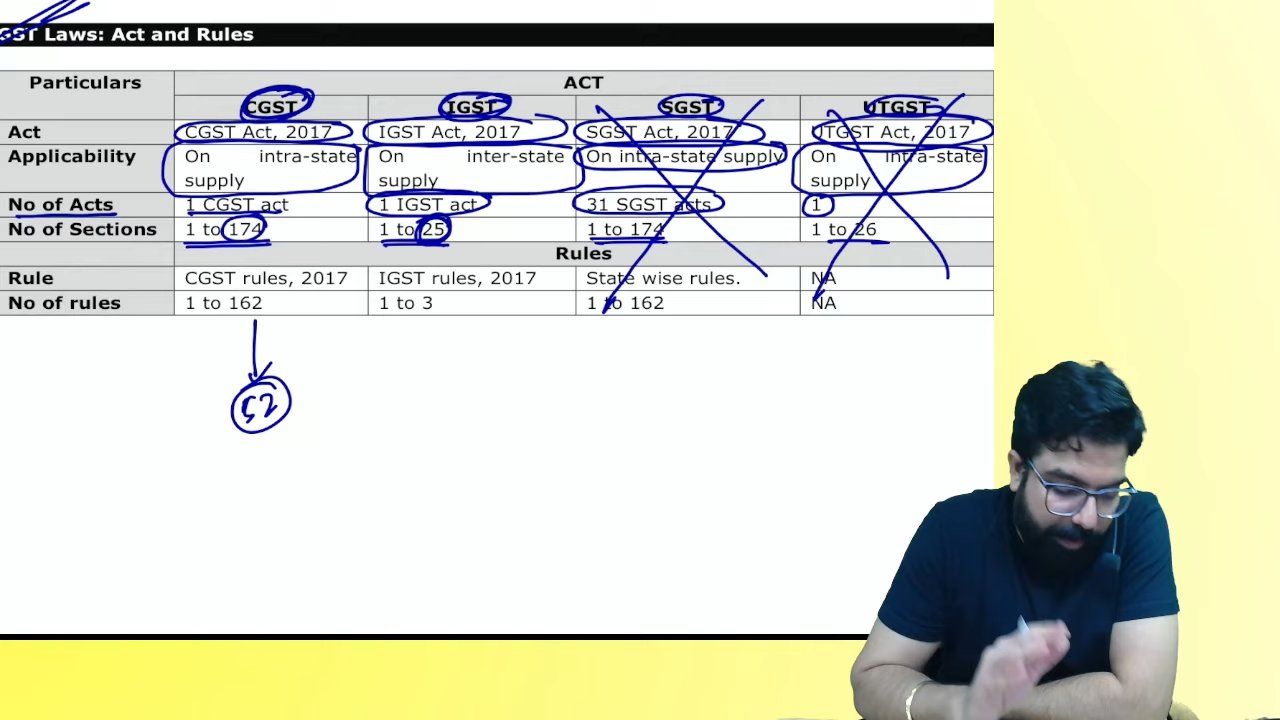 GST Laws: Act and Rules
Particulars ACT
CGST IGST SGST UTGST
Act CGST Act, 2017 IGST Act, 2017 SGST Act, 2017 UTGST Act, 2017
Applicability On intra-state supply On inter-state supply On intra-state supply On intra-state supply
No of Acts 1 CGST act 1 IGST act 31 SGST acts 1
No of Sections 1 to 174 1 to 25 1 to 174 1 to 26
Rules
Rule CGST rules, 2017 IGST rules, 2017 State wise rules. NA
No of rules 1 to 162 1 to 3 1 to 162 NA
52